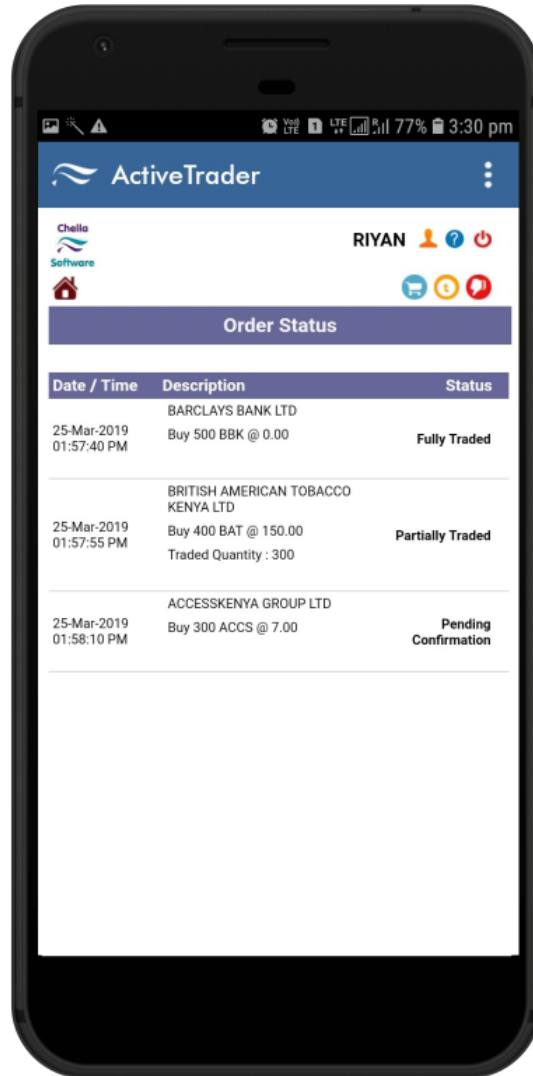 77% 3:30 pm
ActiveTrader
Chella
Software
RIYAN
Order Status
Date / Time Description Status
BARCLAYS BANK LTD
25-Mar-2019
01:57:40 PM
Buy 500 BBK @ 0.00
Fully Traded
BRITISH AMERICAN TOBACCO
KENYA LTD
25-Mar-2019
01:57:55 PM
Buy 400 BAT @ 150.00
Traded Quantity : 300
Partially Traded
ACCESSKENYA GROUP LTD
25-Mar-2019
01:58:10 PM
Buy 300 ACCS @ 7.00
Pending
Confirmation